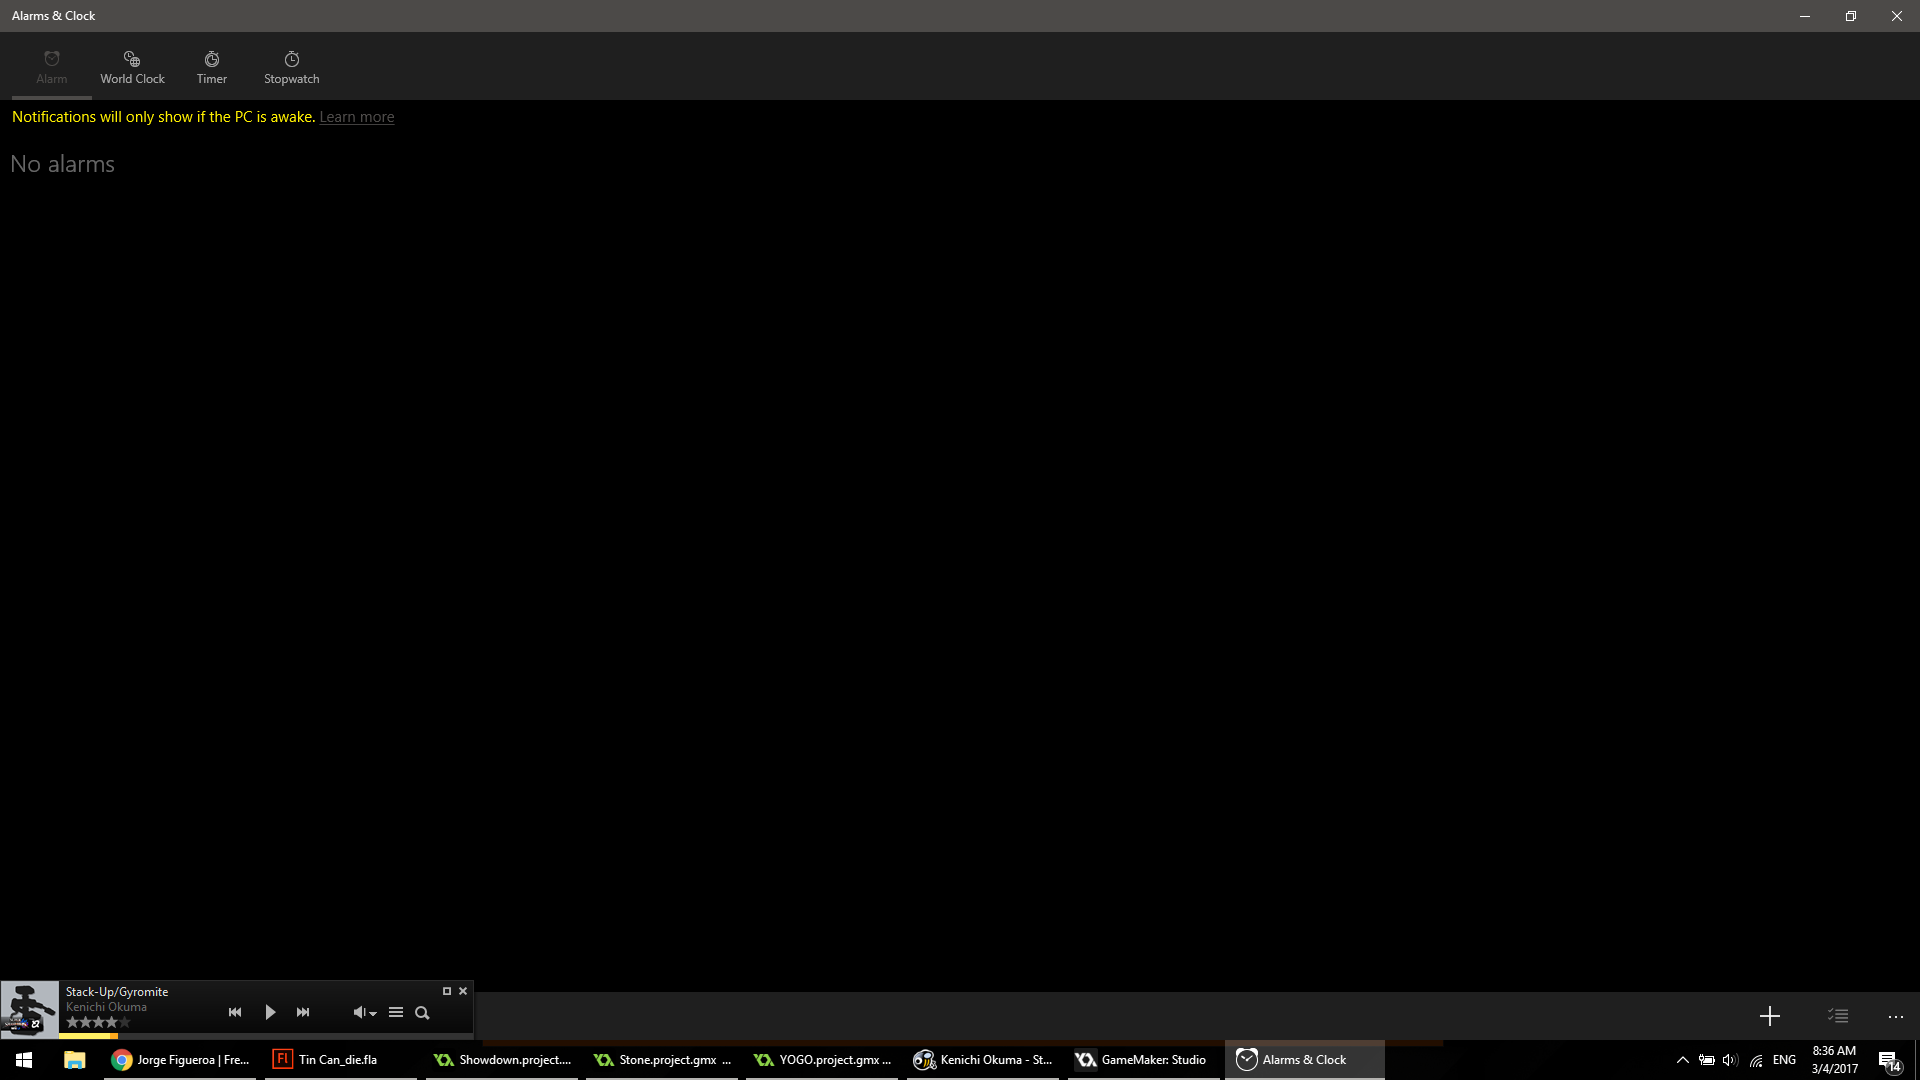 Alarms & Clock
Alarm
World Clock
Timer
Stopwatch
Notifications will only show if the PC is awake. Learn more
No alarms
Stack-Up/Gyromite
Kenichi Okuma
Jorge Figueroa | Fre...
Fl
Tin Can_die.fla
Showdown.project....
Stone.project.gmx ...
YOGO.project.gmx ...
Kenichi Okuma - St...
GameMaker: Studio
Alarms & Clock
ENG
8:36 AM
3/4/2017
14